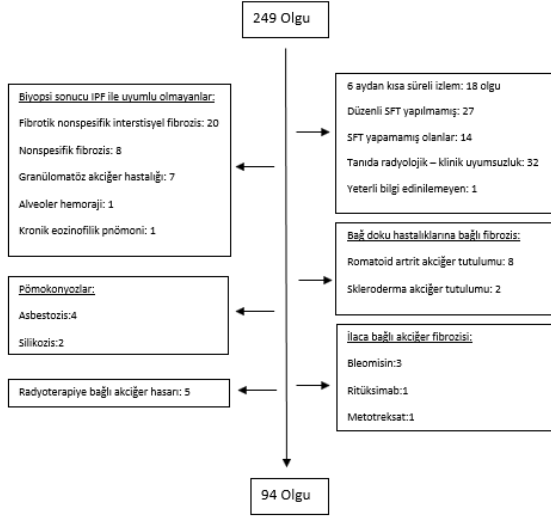 249 Olgu
Biyopsi sonucu IPF ile uyumlu olmayanlar:
Fibrotik nonspesifik interstisyel fibrozis: 20
Nonspesifik fibrozis: 8
Granülomatöz akciğer hastalığı: 7
Alveoler hemoraji: 1
Kronik eozinofilik pnömoni: 1
6 aydan kısa süreli izlem: 18 olgu
Düzenli SFT yapılmamış: 27
SFT yapamamış olanlar: 14
Tanıda radyolojik – klinik uyumsuzluk: 32
Yeterli bilgi edinilemeyen: 1
Bağ doku hastalıklarına bağlı fibrozis:
Romatoid artrit akciğer tutulumu: 8
Skleroderma akciğer tutulumu: 2
Pömokonyozlar:
Asbestozis:4
Silikozis:2
İlaca bağlı akciğer fibrozisi:
Bleomisin:3
Ritüksimab:1
Metotreksat:1
Radyoterapiye bağlı akciğer hasarı: 5
94 Olgu